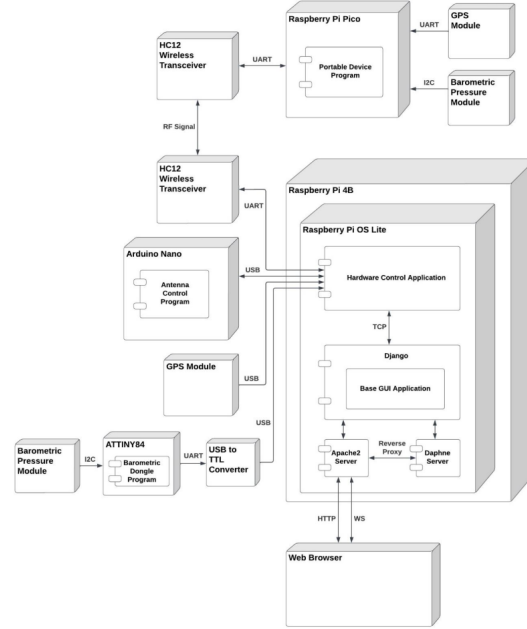 Raspberry Pi Pico
GPS
Module
HC12
Wireless
Transceiver
UART
UART
Portable Device
Program
I2C
Barometric
Pressure
Module
RF Signal
HC12
Wireless
Transceiver
Raspberry Pi 4B
UART
Raspberry Pi OS Lite
Arduino Nano
USB
Hardware Control Application
Antenna
Control
Program
TCP
GPS Module
Django
USB
Base GUI Application
USB
Barometric
Pressure
Module
I2C
ATTINY84
Barometric
Dongle
Program
UART
USB to
TTL
Converter
Apache2
Server
Reverse
Proxy
Daphne
Server
HTTP
WS
Web Browser